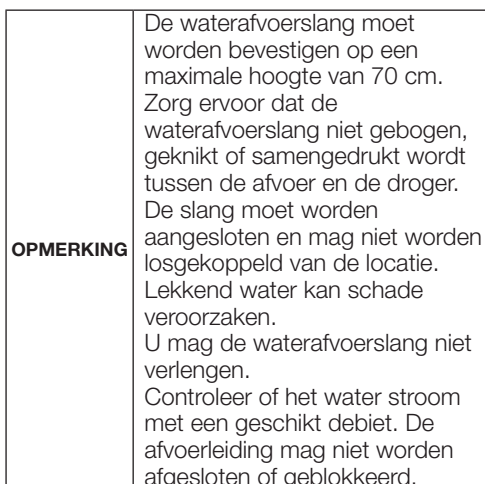 De waterafvoerslang moet
worden bevestigen op een
maximale hoogte van 70 cm.
Zorg ervoor dat de
waterafvoerslang niet gebogen,
geknikt of samengedrukt wordt
tussen de afvoer en de droger.
De slang moet worden
OPMERKING
aangesloten en mag niet worden
losgekoppeld van de locatie.
Lekkend water kan schade
veroorzaken.
U mag de waterafvoerslang niet
verlengen.
Controleer of het water stroom
met een geschikt debiet. De
afvoerleiding mag niet worden
afgesloten of geblokkeerd.